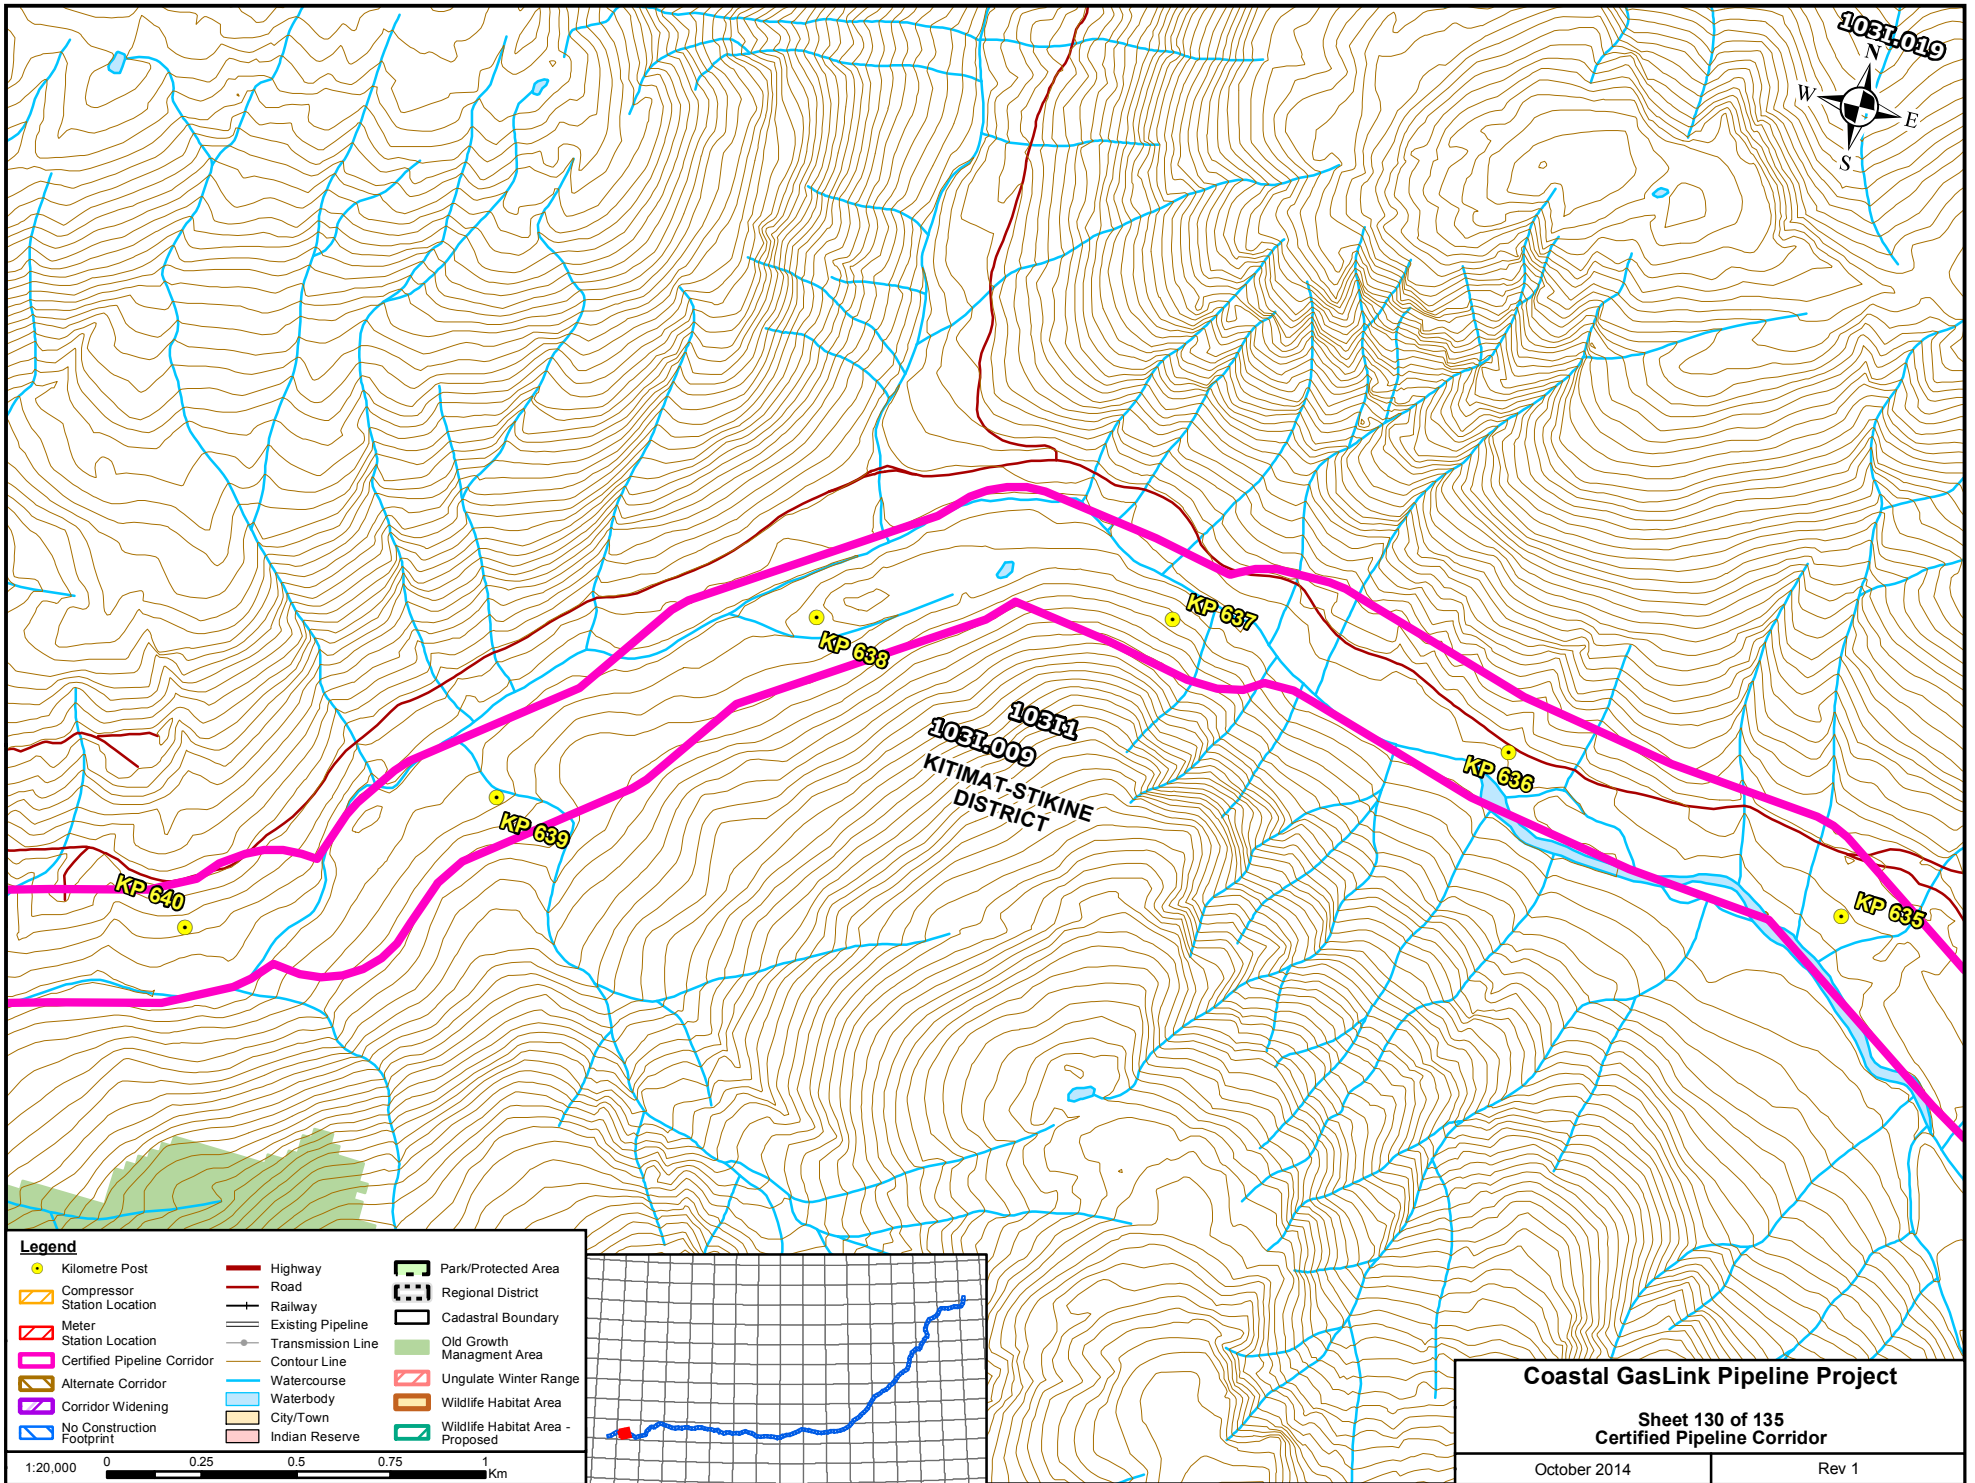 103I.019
N
W
E
S
KP 637
KP 638
103I1
103I.009
KITIMAT-STIKINE
DISTRICT
KP 636
KP 639
KP 640
KP 635
Legend
Kilometre Post
Compressor
Station Location
Meter
Station Location
Certified Pipeline Corridor
Alternate Corridor
Corridor Widening
No Construction
Footprint
Highway
Road
Railway
Existing Pipeline
Transmission Line
Contour Line
Watercourse
Waterbody
City/Town
Indian Reserve
Park/Protected Area
Regional District
Cadastral Boundary
Old Growth
Managment Area
Ungulate Winter Range
Wildlife Habitat Area
Wildlife Habitat Area -
Proposed
1:20,000
0 0.25 0.5 0.75 1
Km
Coastal GasLink Pipeline Project
Sheet 130 of 135
Certified Pipeline Corridor
October 2014
Rev 1